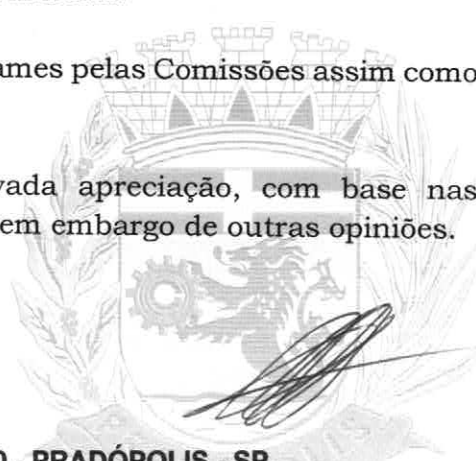 ames pelas Comissões assim como
vada apreciação, com base nas
em embargo de outras opiniões.
PRADÓPOLIS SP